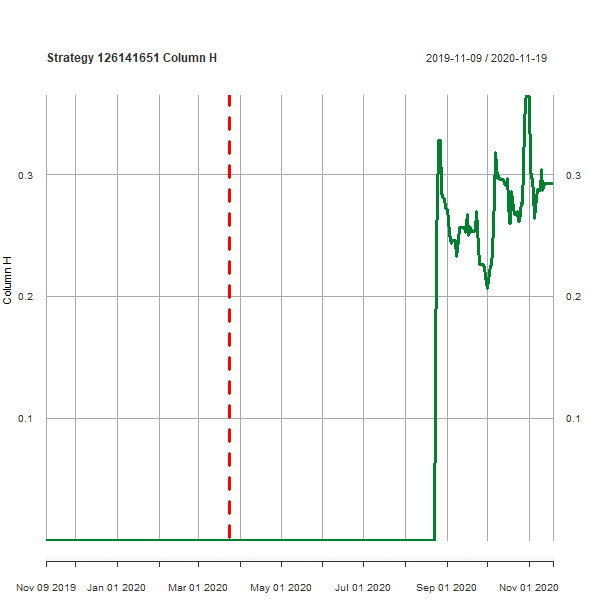 Strategy 126141651 Column H 2019-11-09 / 2020-11-19
0.3 0.3
Column H
0.2 0.2
0.1 0.1
Nov 09 2019 Jan 01 2020 Mar 01 2020 May 01 2020 Jul 01 2020 Sep 01 2020 Nov 01 2020